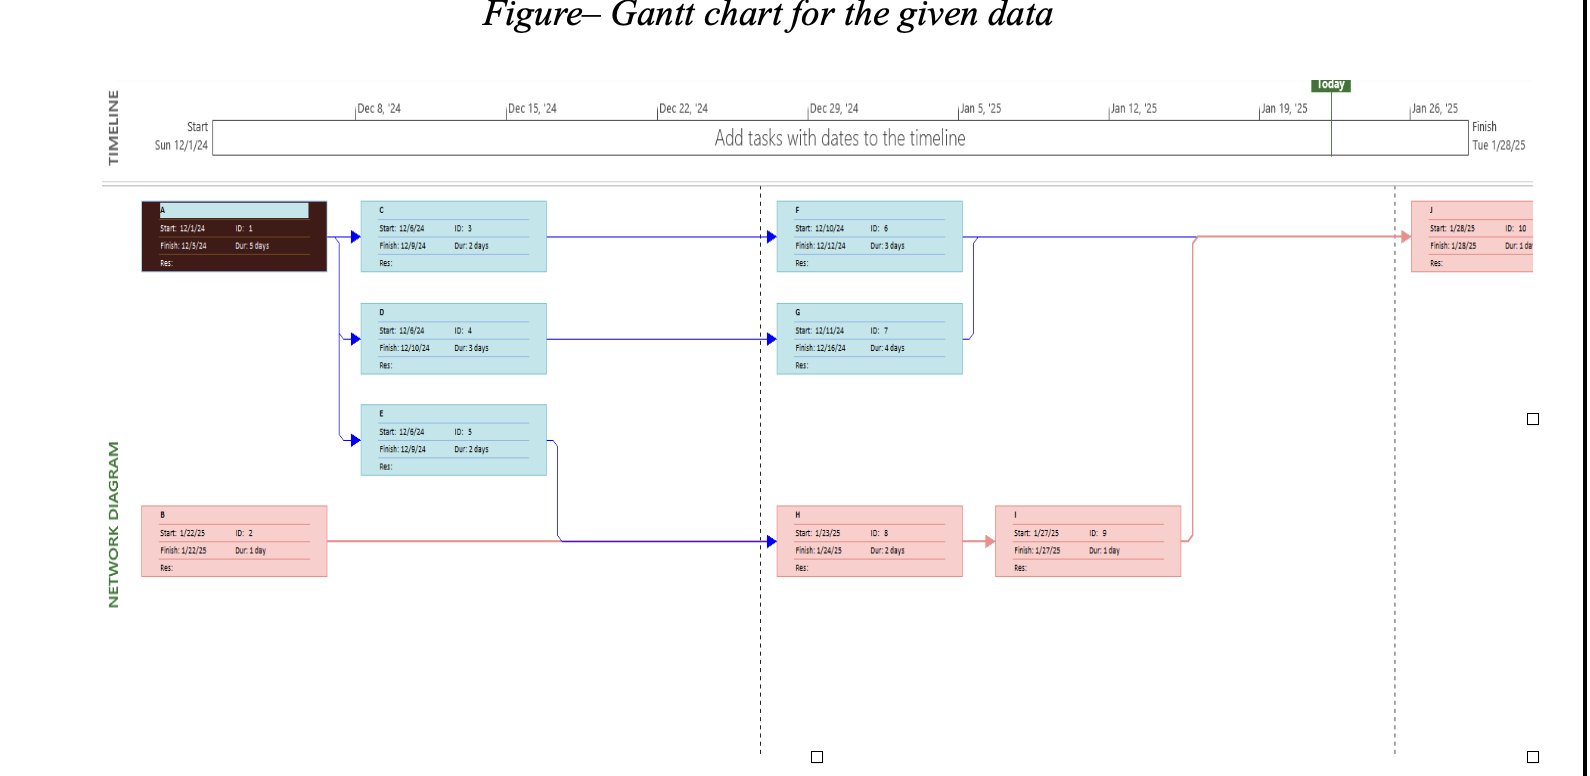 Figure– Gantt chart for the given data
Today
TIMELINE
Dec 8, '24
Dec 15, '24
Dec 22, '24
Dec 29, '24
Jan 5, '25
Jan 12, '25
Jan 19, '25
Jan 26, '25
Start
Sun 12/1/24
Add tasks with dates to the timeline
Finish
Tue 1/28/25
NETWORK DIAGRAM
A
Start: 12/1/24 ID: 1
Finish: 12/5/24 Dur: 5 days
Res:
C
Start: 12/6/24 ID: 3
Finish: 12/9/24 Dur: 2 days
Res:
F
Start: 12/10/24 ID: 6
Finish: 12/12/24 Dur: 3 days
Res:
J
Start: 1/28/25 ID: 10
Finish: 1/28/25 Dur: 1 da
Res:
D
Start: 12/6/24 ID: 4
Finish: 12/10/24 Dur: 3 days
Res:
G
Start: 12/11/24 ID: 7
Finish: 12/16/24 Dur: 4 days
Res:
E
Start: 12/6/24 ID: 5
Finish: 12/9/24 Dur: 2 days
Res:
B
Start: 1/22/25 ID: 2
Finish: 1/22/25 Dur: 1 day
Res:
H
Start: 1/23/25 ID: 8
Finish: 1/24/25 Dur: 2 days
Res:
I
Start: 1/27/25 ID: 9
Finish: 1/27/25 Dur: 1 day
Res: